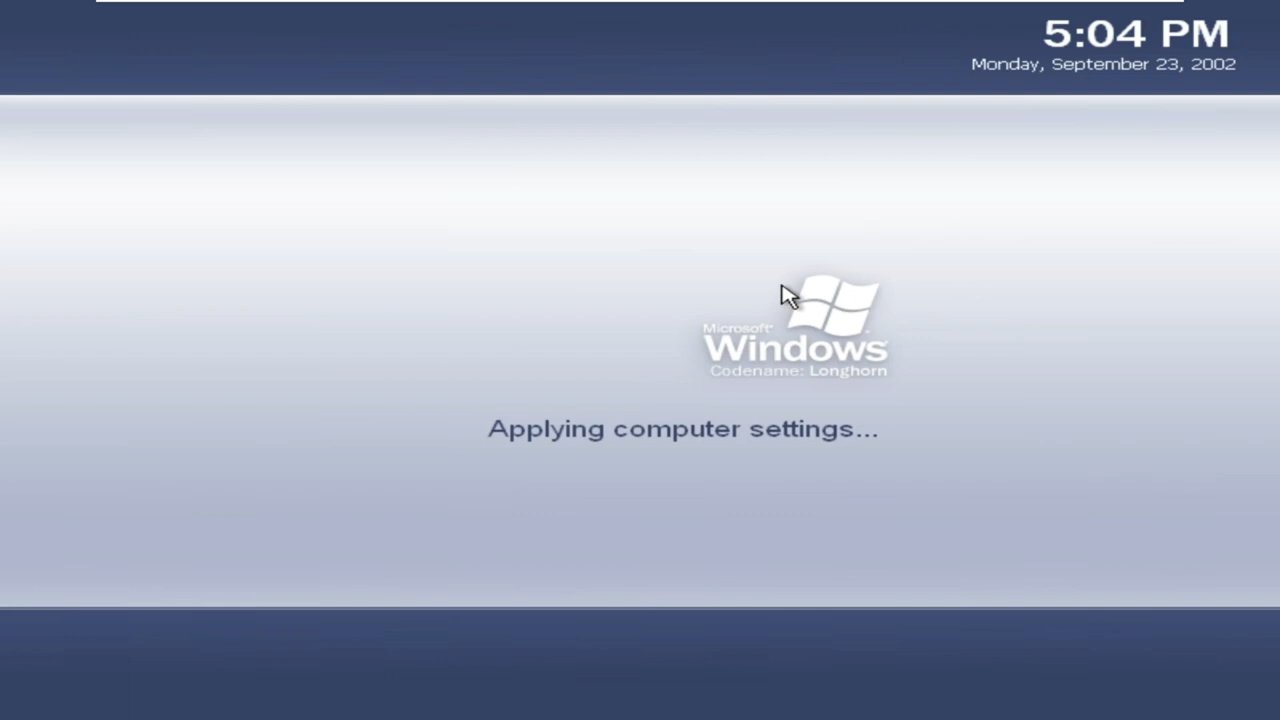 5:04 PM
Monday, September 23, 2002
Microsoft
Windows
Codename: Longhorn
Applying computer settings...